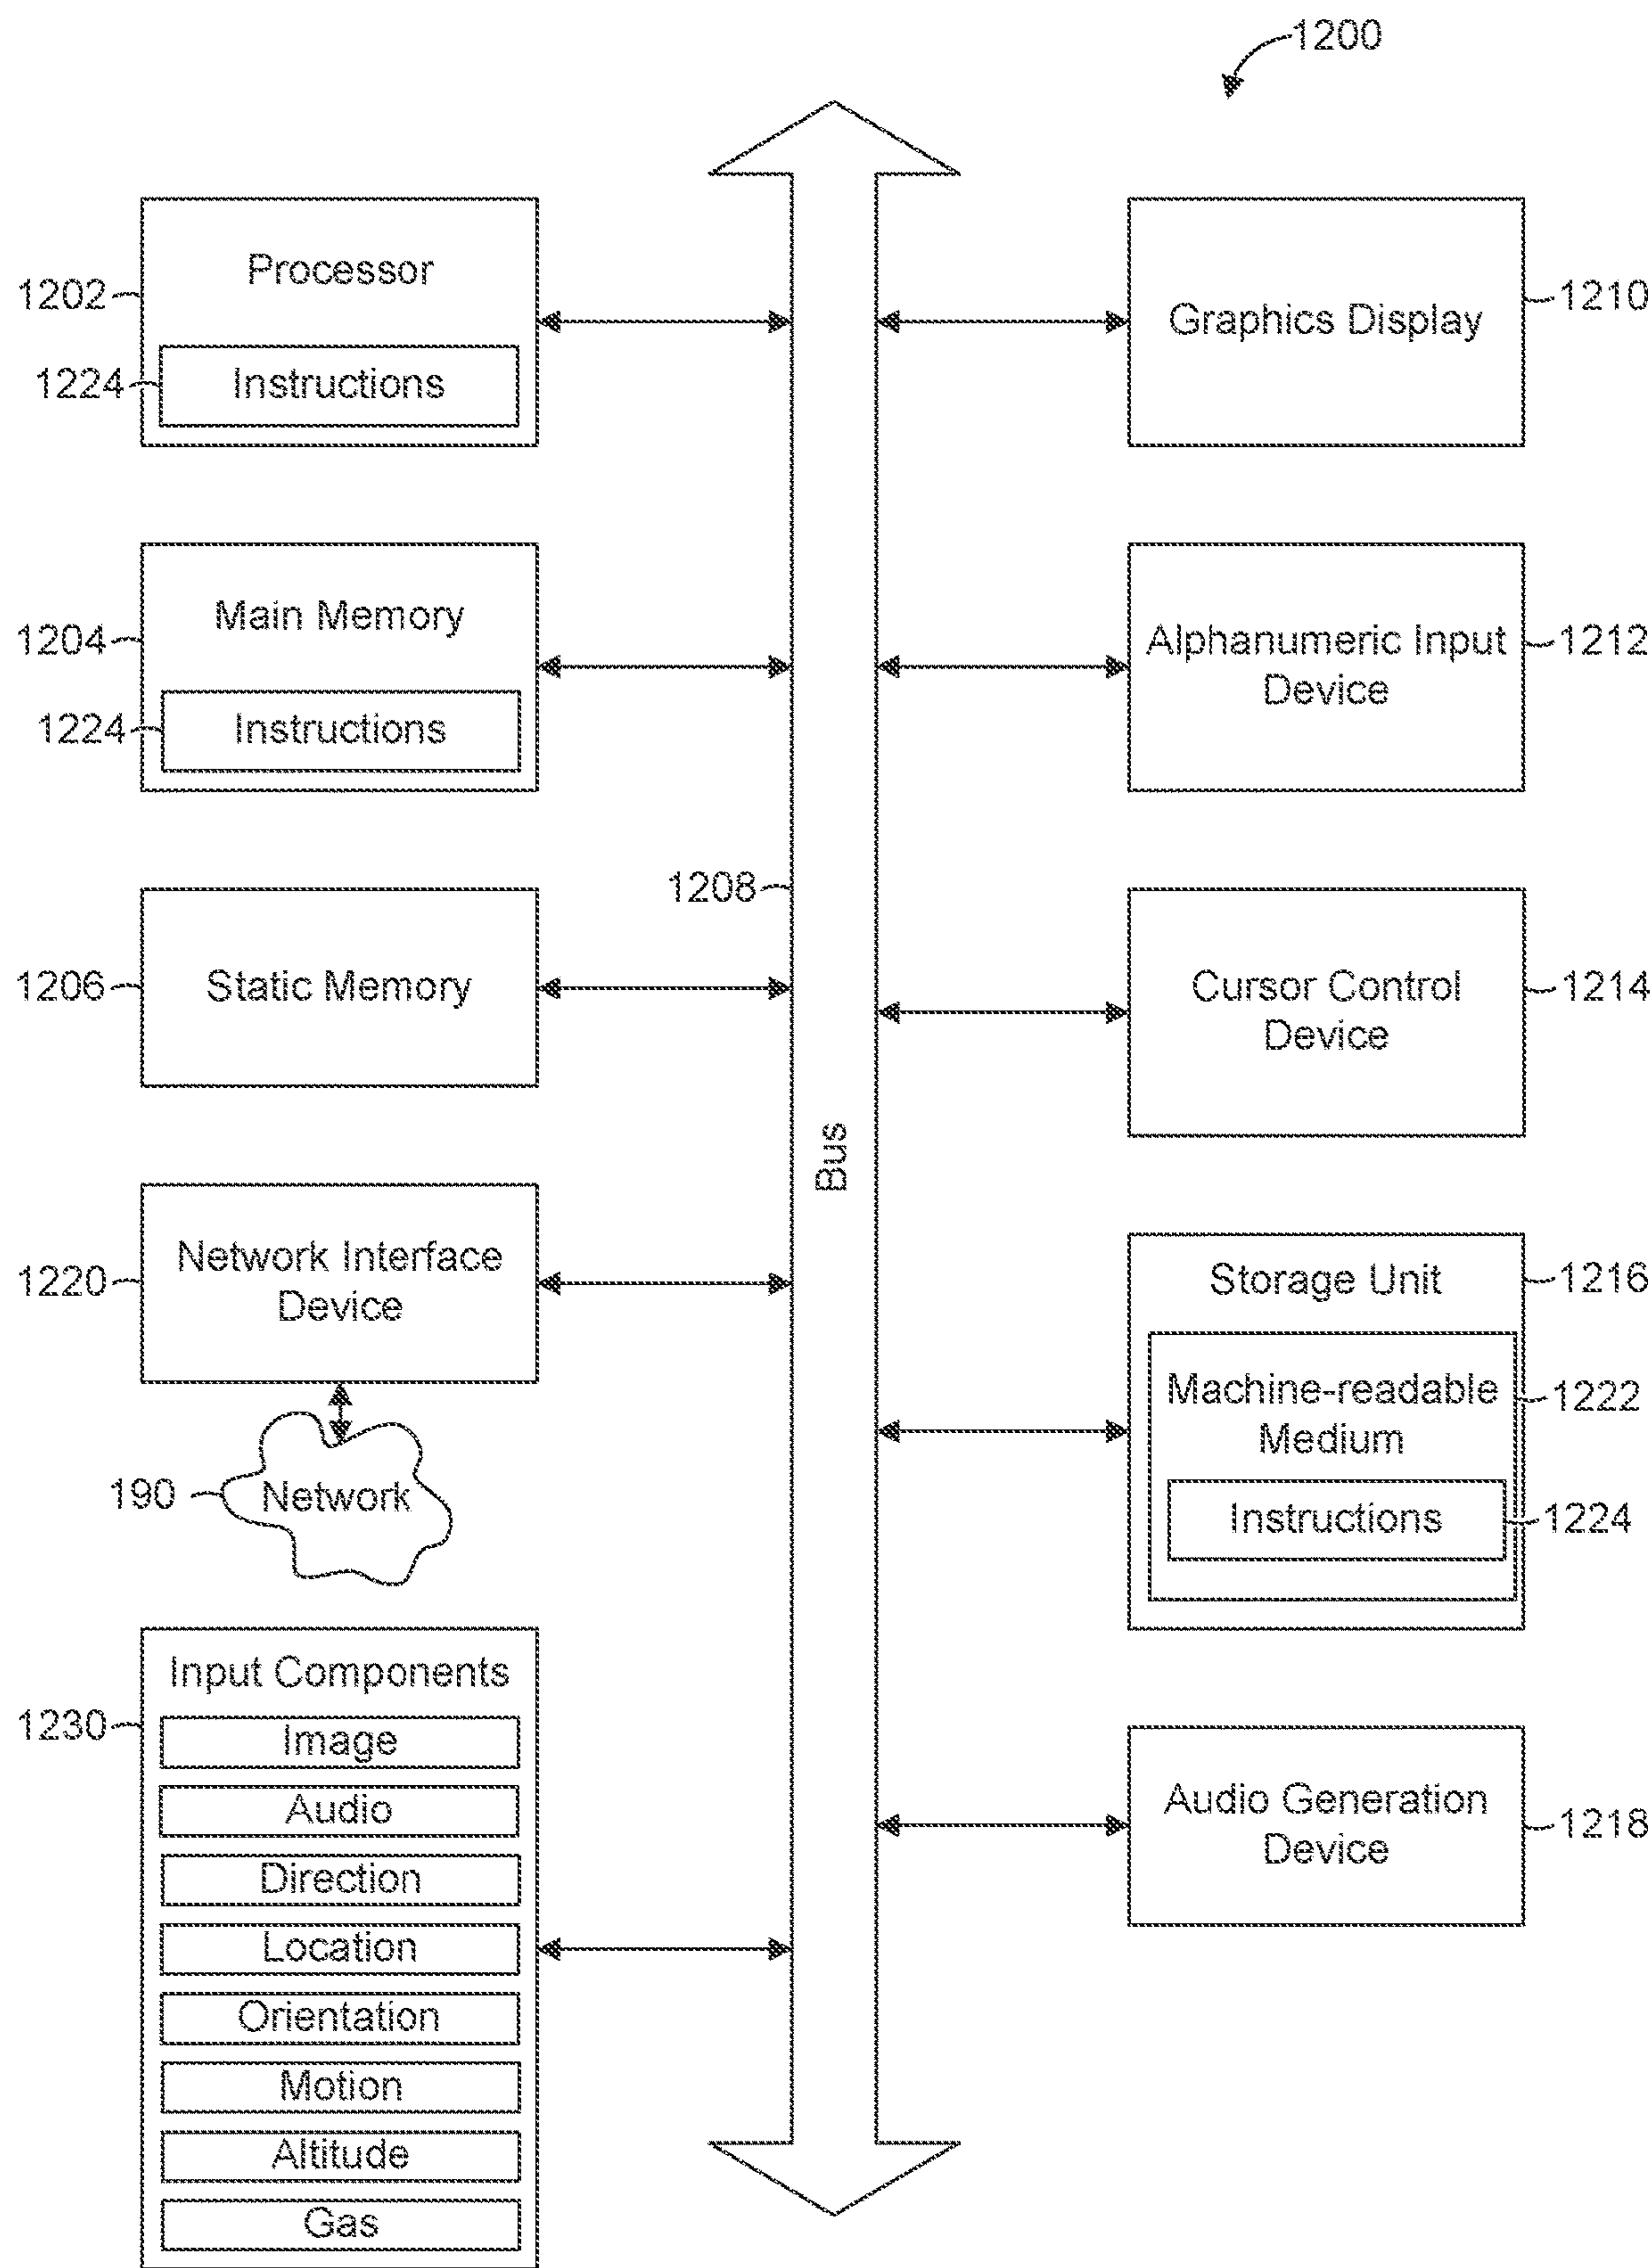 1200
Processor
1202
1224
Instructions
Main Memory
1204
1224
Instructions
1206
Static Memory
Network Interface
Device
1220
190
Network
Input Components
1230
Image
Audio
Direction
Location
Orientation
Motion
Altitude
Gas
1208
Bus
Graphics Display
1210
Alphanumeric Input
Device
1212
Cursor Control
Device
1214
Storage Unit
1216
Machine-readable
Medium
1222
Instructions
1224
Audio Generation
Device
1218